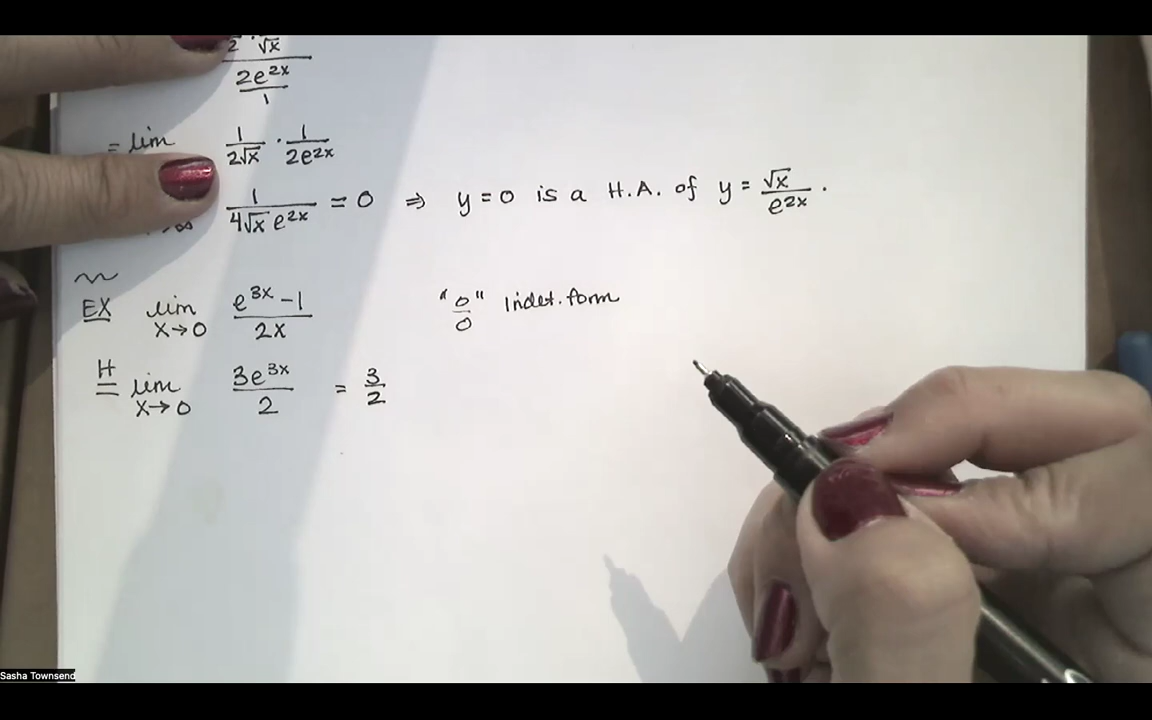 2 · √x
2e^{2x}
1
= lim 1/2√x · 1/2e^{2x}
1/4√x e^{2x} = 0 ⇒ y = 0 is a H.A. of y = √x/e^{2x} .
EX lim x→0 e^{3x} - 1/2x " 0/0 " Indet. form
H= lim x→0 3e^{3x}/2 = 3/2
Sasha Townsend